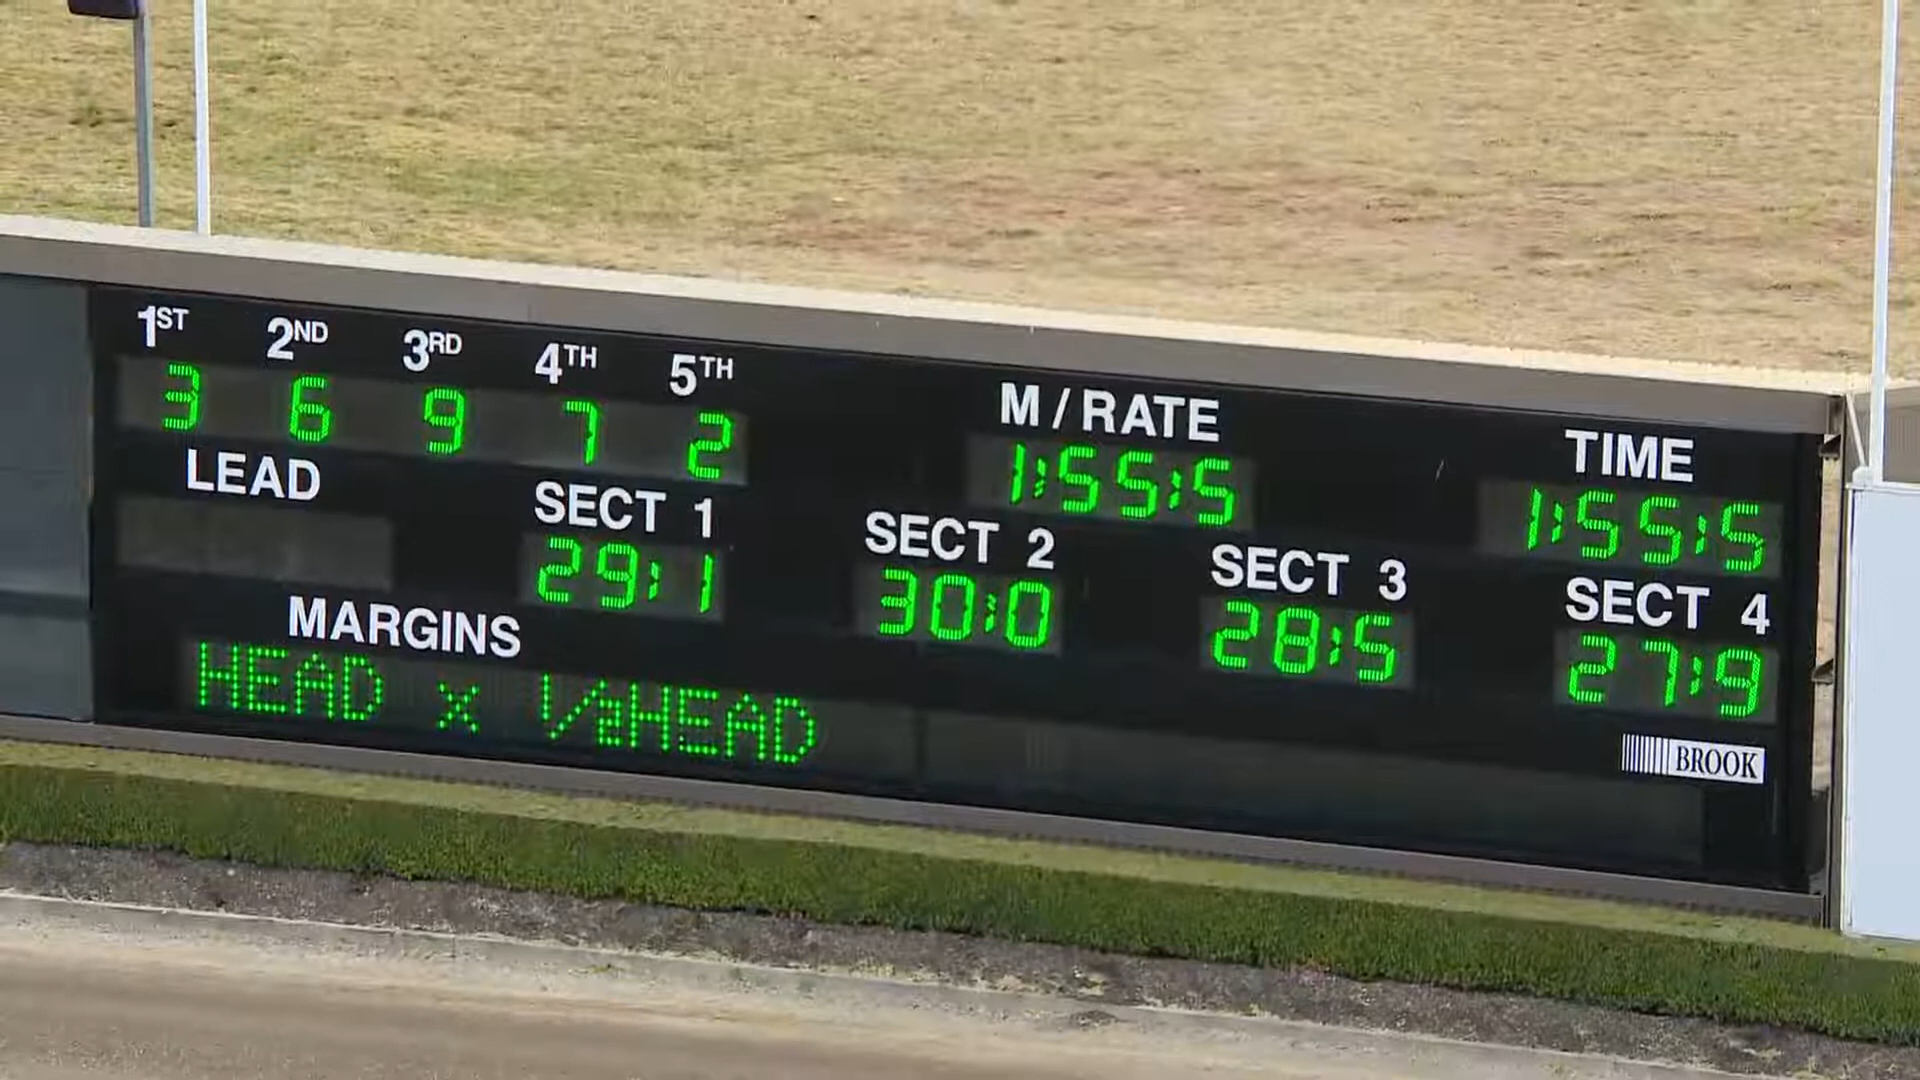 1ST 2ND 3RD 4TH 5TH
3 6 9 7 2
M / RATE
1:55:5
TIME
1:55:5
LEAD
SECT 1
29:1
SECT 2
30:0
SECT 3
28:5
SECT 4
27:9
MARGINS
HEAD x 1/2HEAD
BROOK